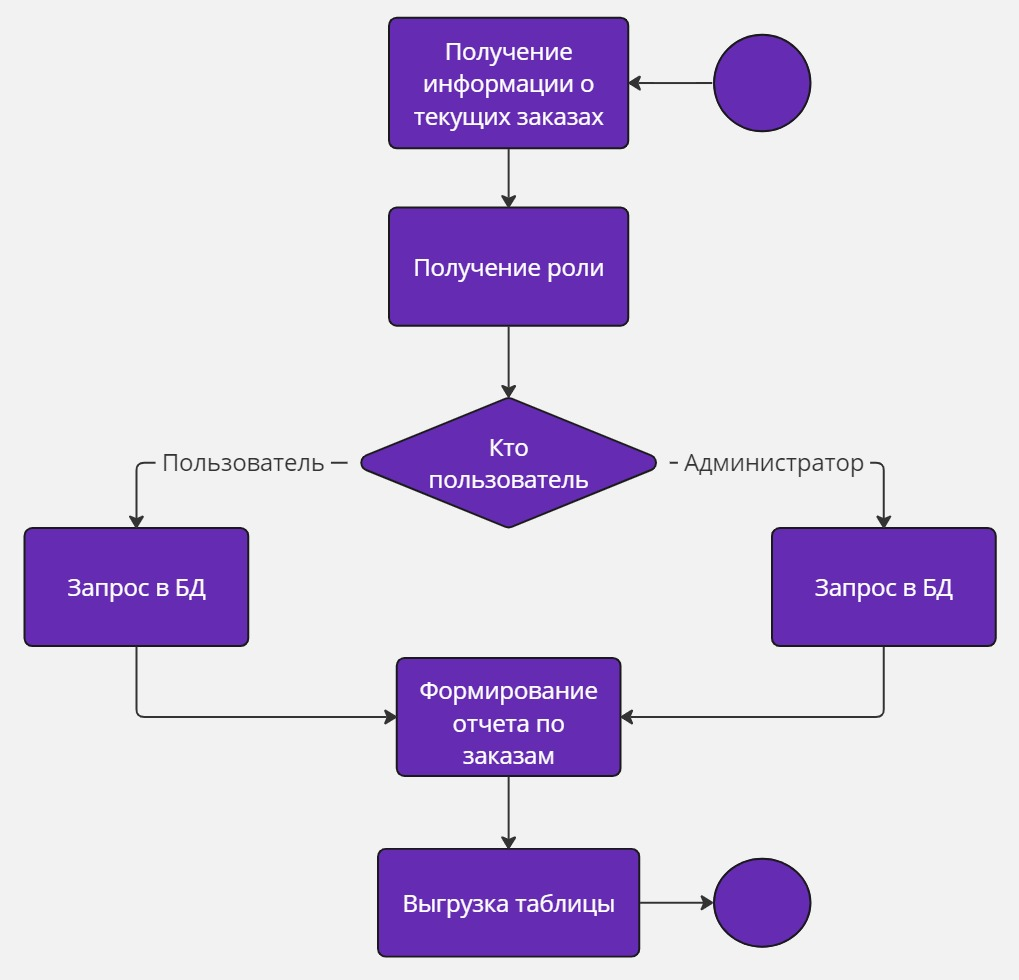 Получение
информации о
текущих заказах
Получение роли
Кто
пользователь
Пользователь
Администратор
Запрос в БД
Запрос в БД
Формирование
отчета по
заказам
Выгрузка таблицы